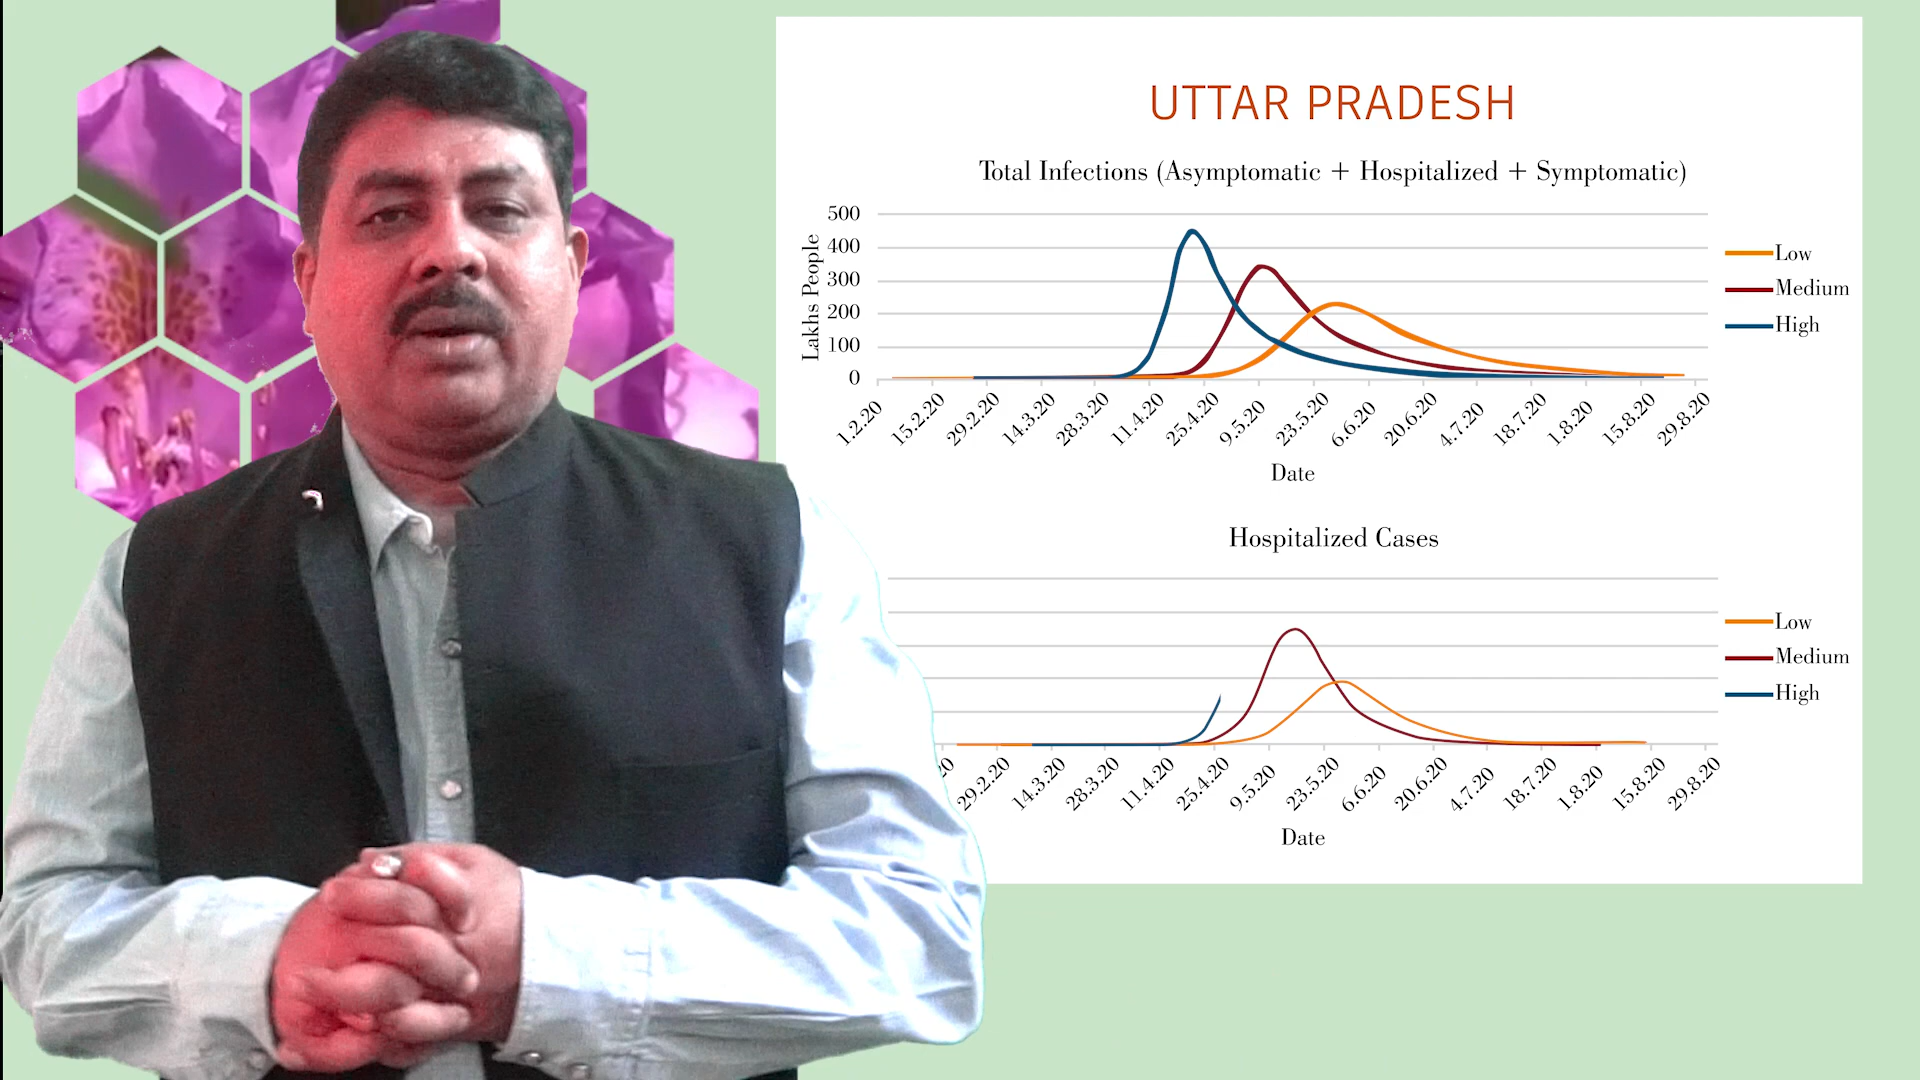 UTTAR PRADESH
Total Infections (Asymptomatic + Hospitalized + Symptomatic)
500
400
300
200
100
0
Lakhs People
1.2.20 15.2.20 29.2.20 14.3.20 28.3.20 11.4.20 25.4.20 9.5.20 23.5.20 6.6.20 20.6.20 4.7.20 18.7.20 1.8.20 15.8.20 29.8.20
Date
Low
Medium
High
Hospitalized Cases
29.2.20 14.3.20 28.3.20 11.4.20 25.4.20 9.5.20 23.5.20 6.6.20 20.6.20 4.7.20 18.7.20 1.8.20 15.8.20 29.8.20
Date
Low
Medium
High